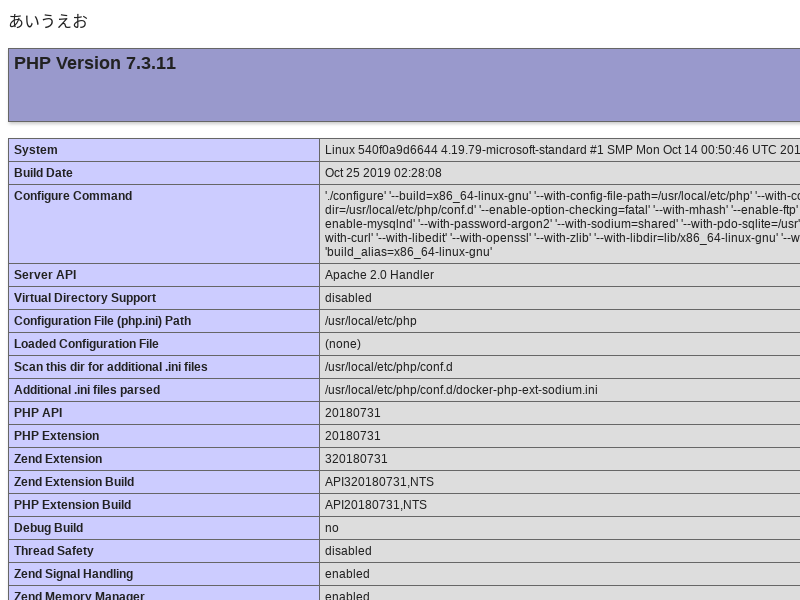 あいうえお
PHP Version 7.3.11
System Linux 540f0a9d6644 4.19.79-microsoft-standard #1 SMP Mon Oct 14 00:50:46 UTC 201
Build Date Oct 25 2019 02:28:08
Configure Command './configure' '--build=x86_64-linux-gnu' '--with-config-file-path=/usr/local/etc/php' '--with-co
dir=/usr/local/etc/php/conf.d' '--enable-option-checking=fatal' '--with-mhash' '--enable-ftp'
enable-mysqlnd' '--with-password-argon2' '--with-sodium=shared' '--with-pdo-sqlite=/usr'
with-curl' '--with-libedit' '--with-openssl' '--with-zlib' '--with-libdir=lib/x86_64-linux-gnu' '--w
'build_alias=x86_64-linux-gnu'
Server API Apache 2.0 Handler
Virtual Directory Support disabled
Configuration File (php.ini) Path /usr/local/etc/php
Loaded Configuration File (none)
Scan this dir for additional .ini files /usr/local/etc/php/conf.d
Additional .ini files parsed /usr/local/etc/php/conf.d/docker-php-ext-sodium.ini
PHP API 20180731
PHP Extension 20180731
Zend Extension 320180731
Zend Extension Build API320180731,NTS
PHP Extension Build API20180731,NTS
Debug Build no
Thread Safety disabled
Zend Signal Handling enabled
Zend Memory Manager enabled